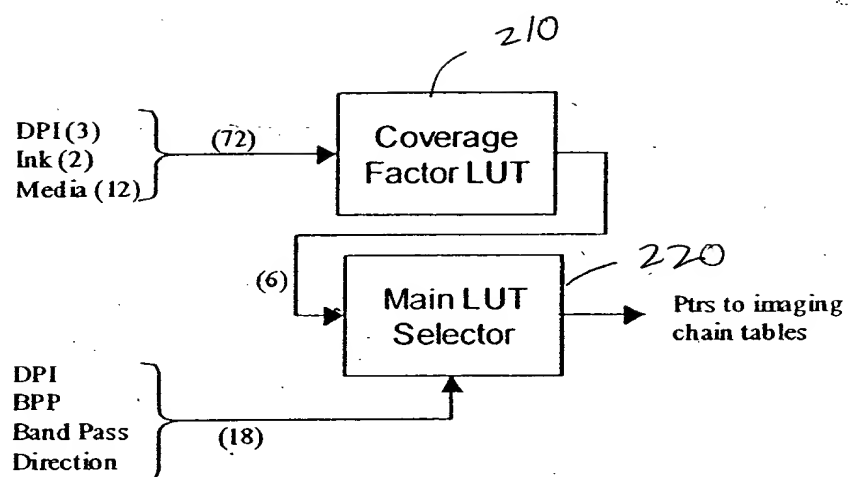 210
DPI (3)
Ink (2)
Media (12)
(72)
Coverage
Factor LUT
220
(6)
Main LUT
Selector
Ptrs to imaging
chain tables
DPI
BPP
Band Pass
Direction
(18)